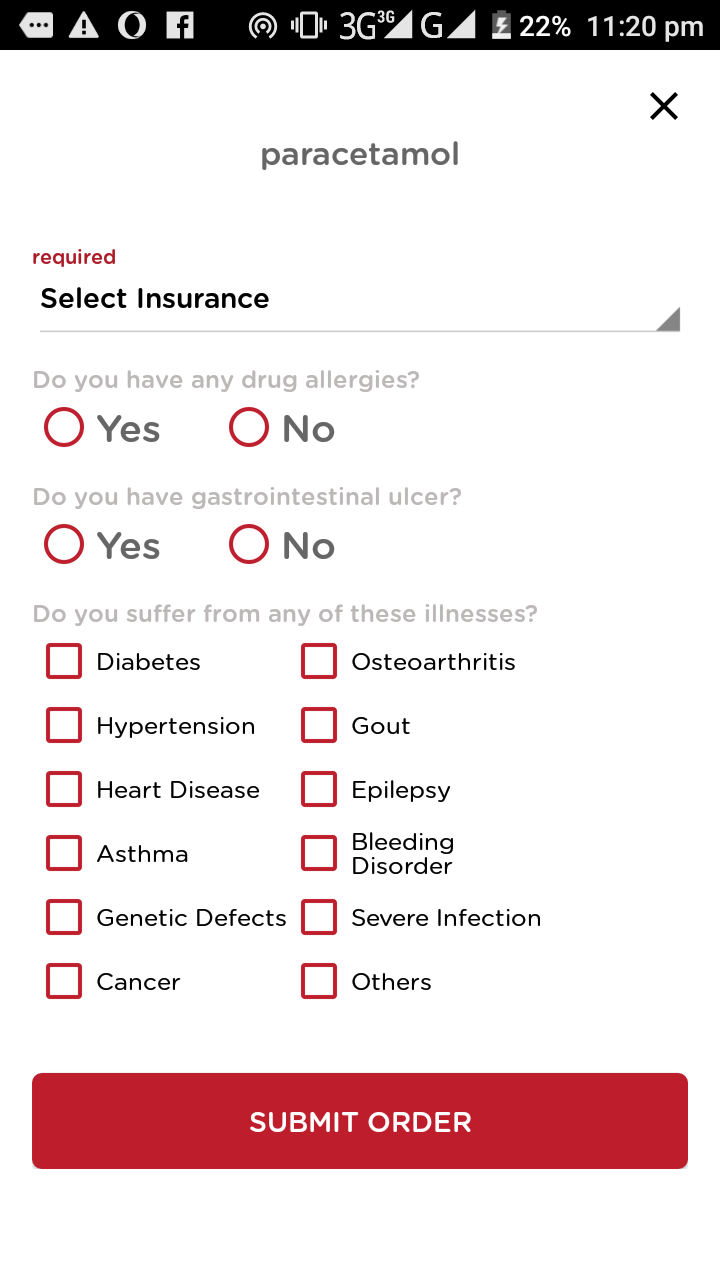 3G 3G G 22% 11:20 pm
paracetamol
required
Select Insurance
Do you have any drug allergies?
Yes No
Do you have gastrointestinal ulcer?
Yes No
Do you suffer from any of these illnesses?
Diabetes Osteoarthritis
Hypertension Gout
Heart Disease Epilepsy
Asthma Bleeding
Disorder
Genetic Defects Severe Infection
Cancer Others
SUBMIT ORDER